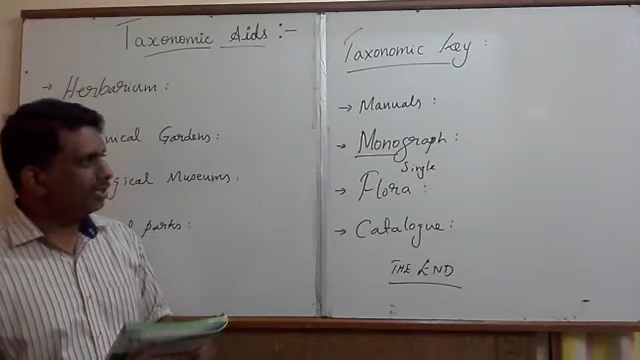 Taxonomic Aids :-
→ Herbarium :
nical Gardens :
gical Museums .
parks :
Taxonomic key :
→ Manuals :
→ Monograph :
Single
→ Flora :
→ Catalogue :
THE END